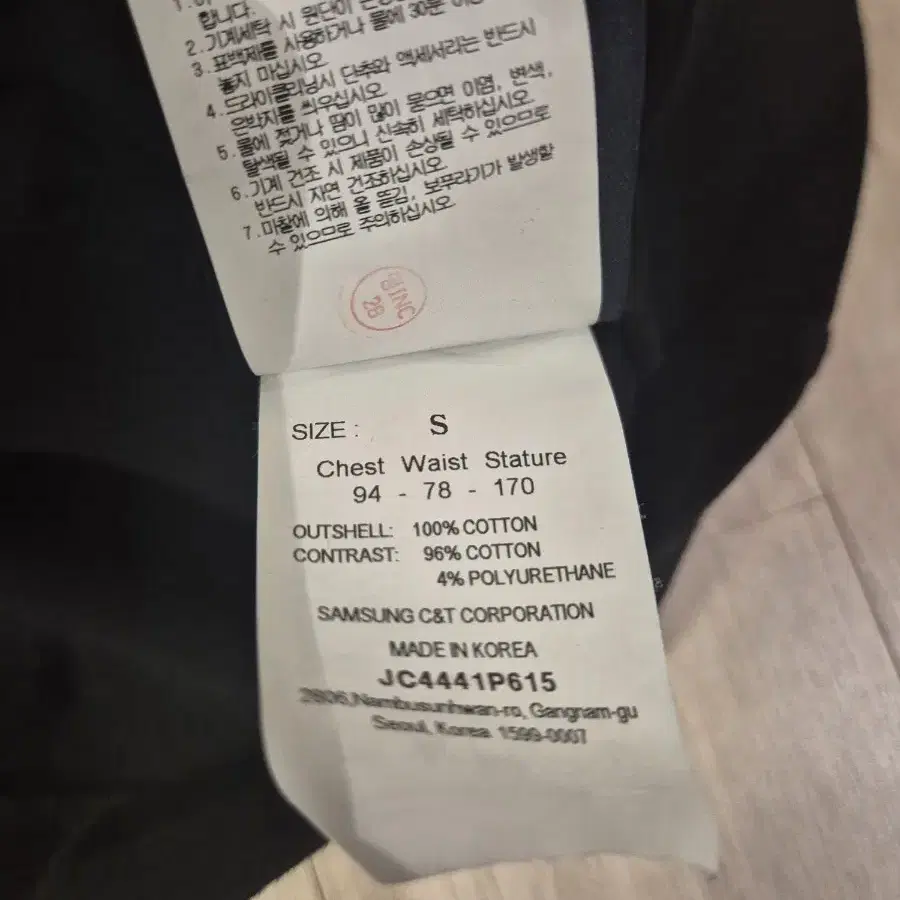 합니다.
2.기계세탁 시 원단이
3.표백제를 사용하거나 물에 30분 이상
놓지 마십시오
4.드라이클리닝시 단추와 액세서리는 반드시
은박지를 씌우십시오
5.물에 젖거나 땀이 많이 묻으면 이염, 변색,
탈색될 수 있으니 신속히 세탁하십시오.
6.기계 건조 시 제품이 손상될 수 있으므로
반드시 자연 건조하십시오
7.마찰에 의해 올 뜯김, 보푸라기가 발생할
수 있으므로 주의하십시오
INC
28
SIZE : S
Chest Waist Stature
94 - 78 - 170
OUTSHELL: 100% COTTON
CONTRAST: 96% COTTON
4% POLYURETHANE
SAMSUNG C&T CORPORATION
MADE IN KOREA
JC4441P615
2806,Nambusunhwan-ro, Gangnam-gu
Seoul, Korea 1599-0007